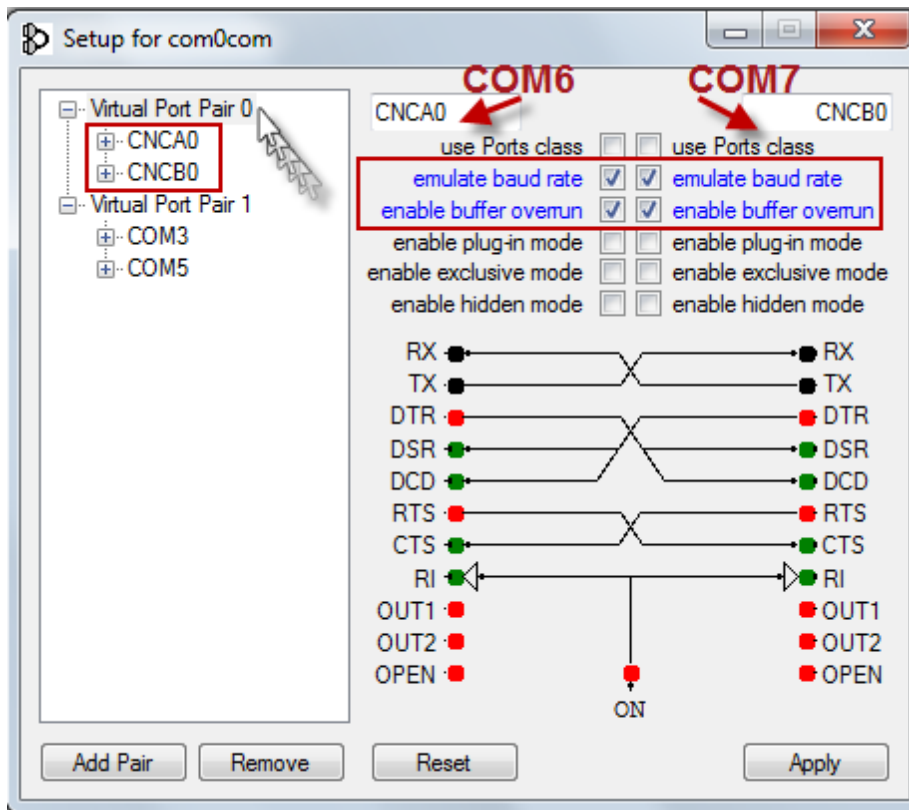 Setup for com0com
COM6 COM7
Virtual Port Pair 0
CNCA0
CNCB0
Virtual Port Pair 1
COM3
COM5
CNCA0 CNCB0
use Ports class use Ports class
emulate baud rate emulate baud rate
enable buffer overrun enable buffer overrun
enable plug-in mode enable plug-in mode
enable exclusive mode enable exclusive mode
enable hidden mode enable hidden mode
RX RX
TX TX
DTR DTR
DSR DSR
DCD DCD
RTS RTS
CTS CTS
RI RI
OUT1 OUT1
OUT2 OUT2
OPEN OPEN
ON
Add Pair Remove Reset Apply